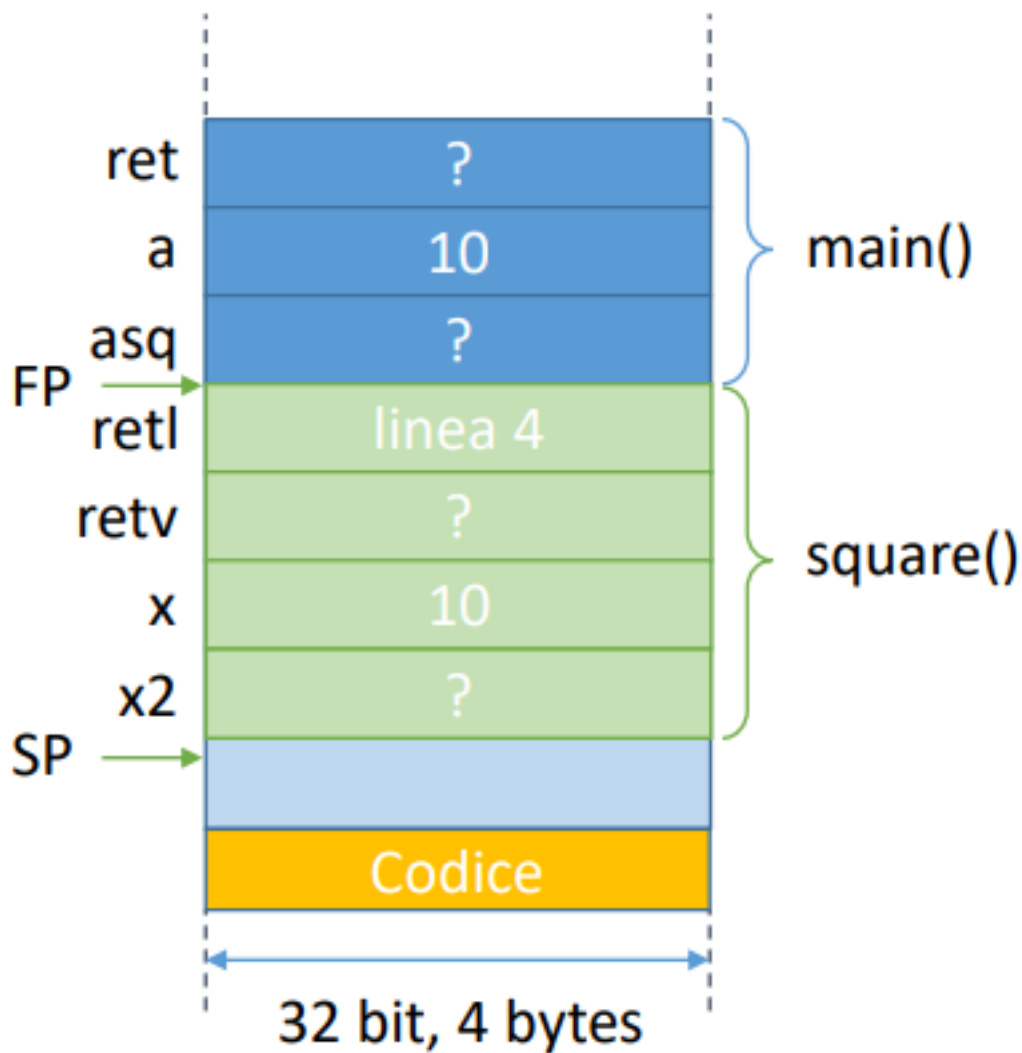 ret ?
a 10 main()
asq ?
FP
retl linea 4
retv ?
square()
x 10
x2 ?
SP
Codice
32 bit, 4 bytes